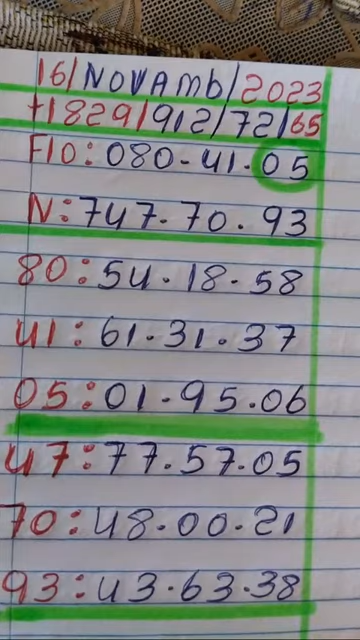 16/NOVAMb/2023
+1829/912/72/65
F10:080-41-05
N:747-70.93
80:54.18-58
41:61.31.37
05:01.95.06
47:77.57.05
70:48.00.21
93:43.63.38